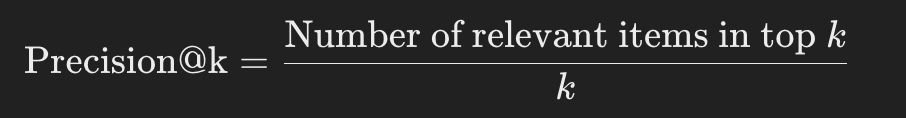 Precision@k = Number of relevant items in top k
k